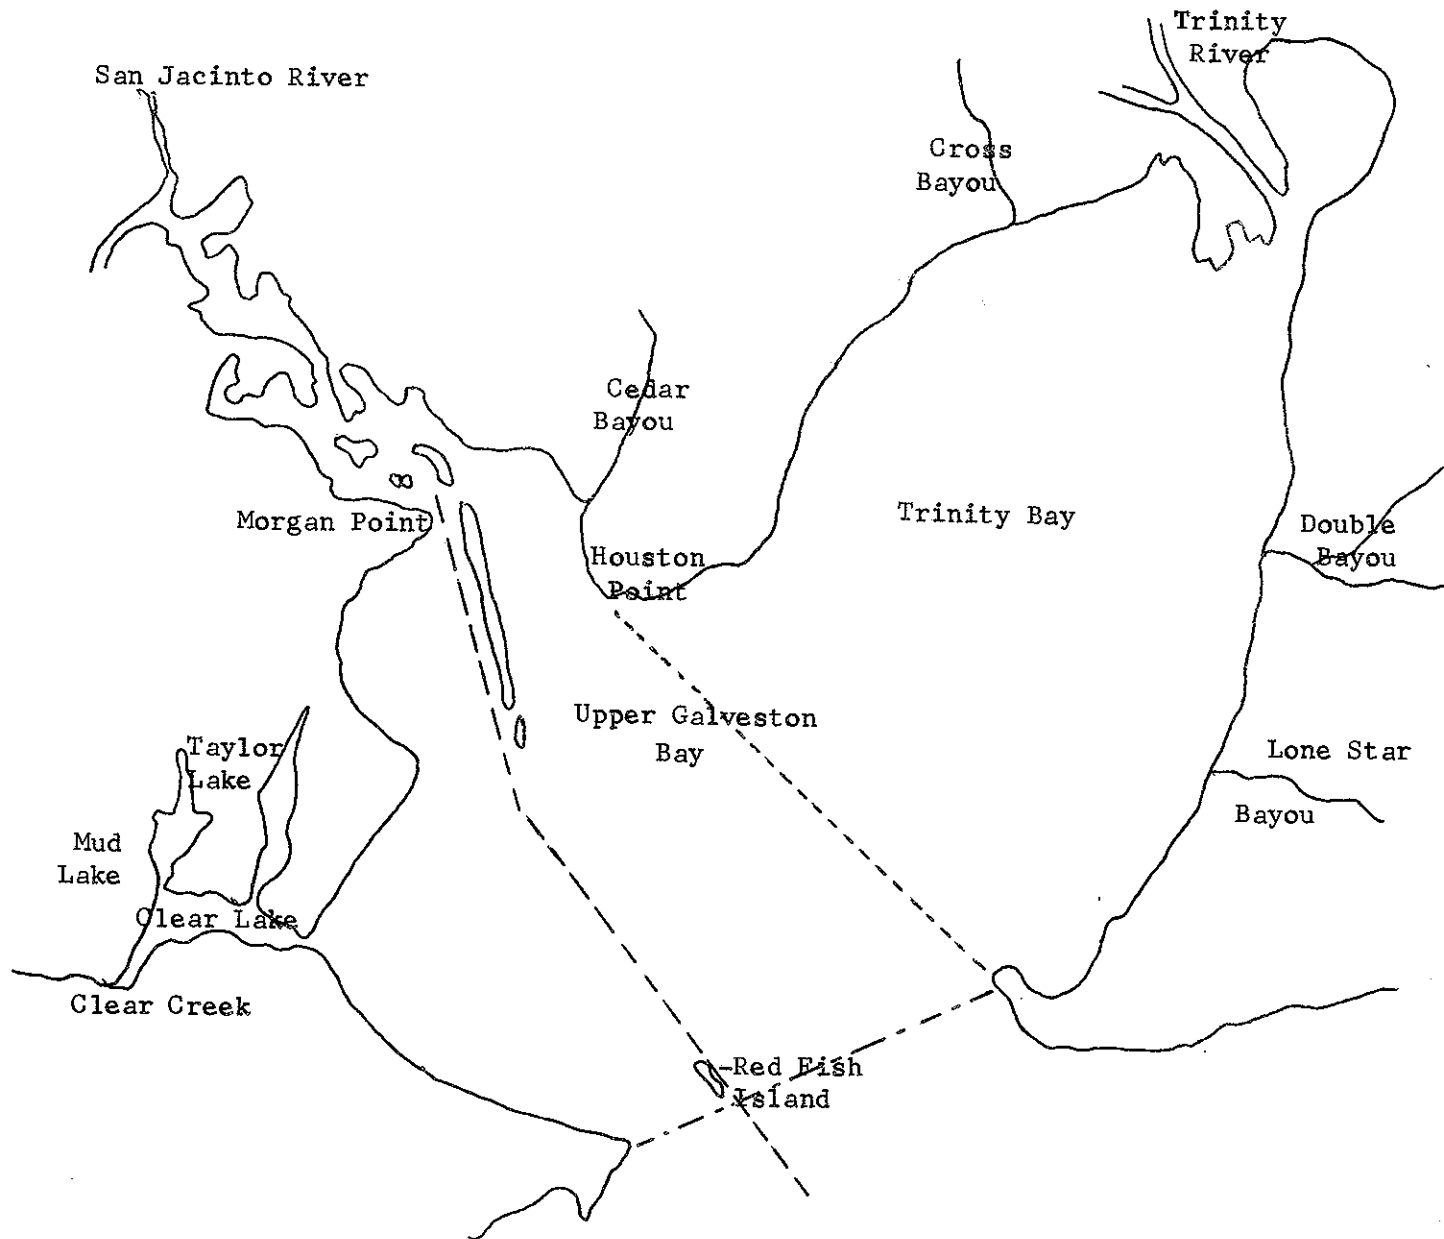 Trinity
River
San Jacinto River
Cross
Bayou
Cedar
Bayou
Morgan Point
Trinity Bay
Double
Bayou
Houston
Point
Upper Galveston
Bay
Taylor
Lake
Lone Star
Bayou
Mud
Lake
Clear Lake
Clear Creek
Red Fish
Island